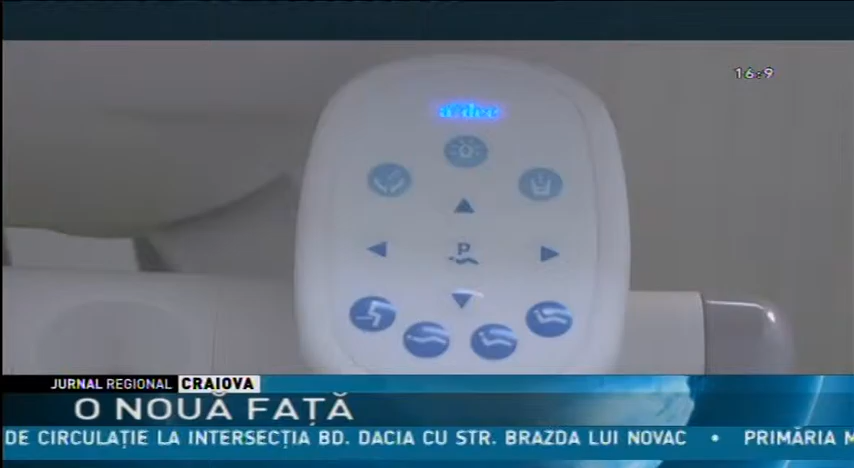 16:9
a·dec
P
JURNAL REGIONAL CRAIOVA
O NOUĂ FAȚĂ
DE CIRCULAȚIE LA INTERSECȚIA BD. DACIA CU STR. BRAZDA LUI NOVAC • PRIMĂRIA M